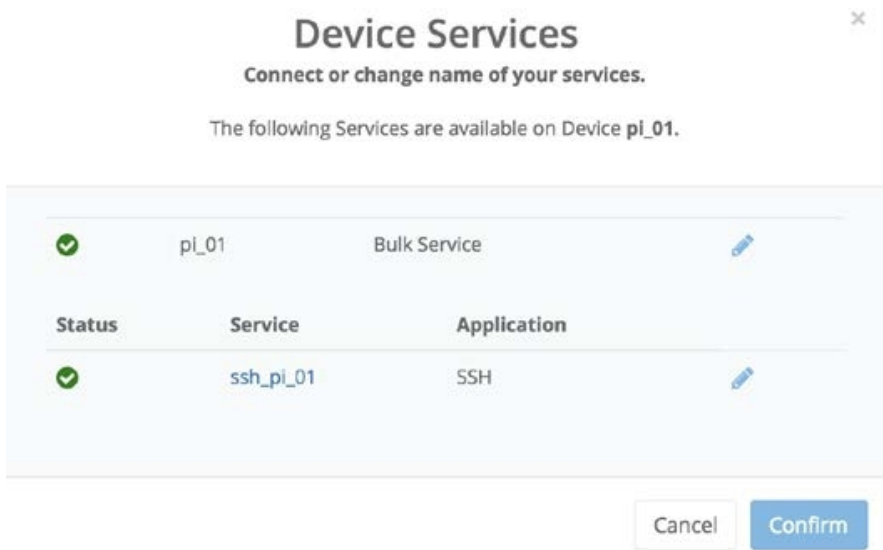 ×
Device Services
Connect or change name of your services.
The following Services are available on Device pi_01.
pi_01 Bulk Service
Status Service Application
ssh_pi_01 SSH
Cancel Confirm